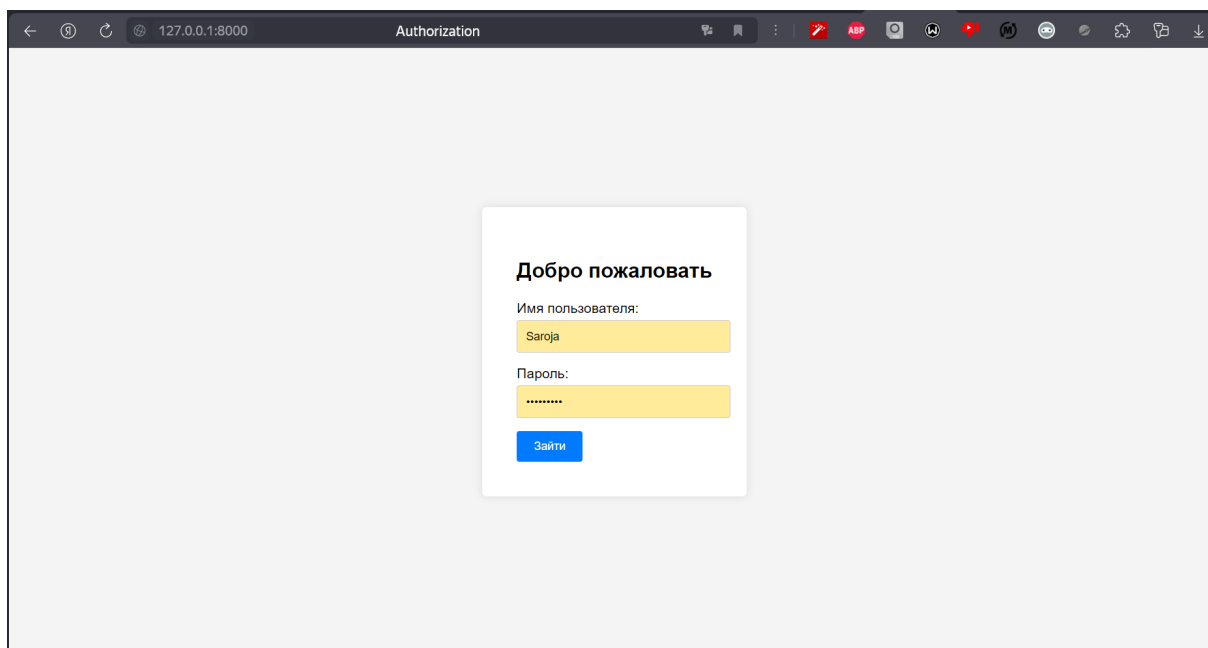 127.0.0.1:8000 Authorization ABP
Добро пожаловать
Имя пользователя:
Saroja
Пароль:
•••••••••
Зайти